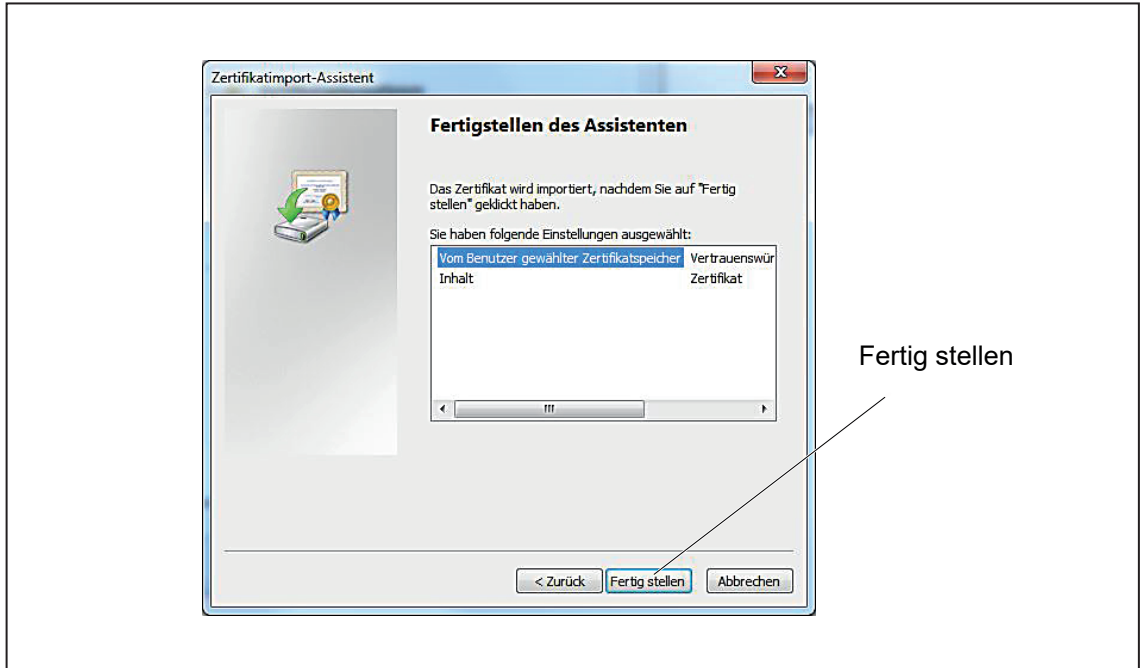 Zertifikatimport-Assistent
Fertigstellen des Assistenten
Das Zertifikat wird importiert, nachdem Sie auf "Fertig
stellen" geklickt haben.
Sie haben folgende Einstellungen ausgewählt:
Vom Benutzer gewählter Zertifikatspeicher Vertrauenswür
Inhalt Zertifikat
Fertig stellen
< Zurück Fertig stellen Abbrechen